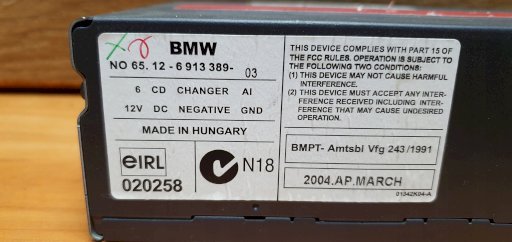 BMW
NO 65. 12 - 6 913 389- 03
6 CD CHANGER AI
12V DC NEGATIVE GND
MADE IN HUNGARY
e1RL
020258
N18
THIS DEVICE COMPLIES WITH PART 15 OF
THE FCC RULES. OPERATION IS SUBJECT TO
THE FOLLOWING TWO CONDITIONS:
(1) THIS DEVICE MAY NOT CAUSE HARMFUL
INTERFERENCE.
(2) THIS DEVICE MUST ACCEPT ANY INTER-
FERENCE RECEIVED INCLUDING INTER-
FERENCE THAT MAY CAUSE UNDESIRED
OPERATION.
BMPT- Amtsbl Vfg 243 /1991
2004.AP.MARCH
01342K04-A